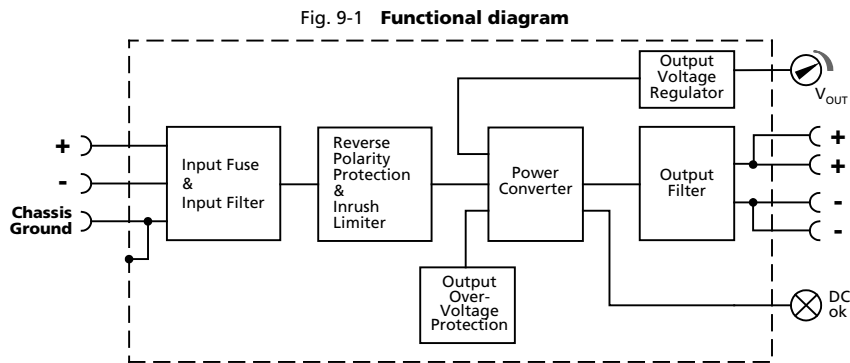 Fig. 9-1 Functional diagram
Output
Voltage
Regulator
VOUT
+
-
Chassis
Ground
Input Fuse
&
Input Filter
Reverse
Polarity
Protection
&
Inrush
Limiter
Power
Converter
Output
Filter
+
+
-
-
Output
Over-
Voltage
Protection
DC
ok